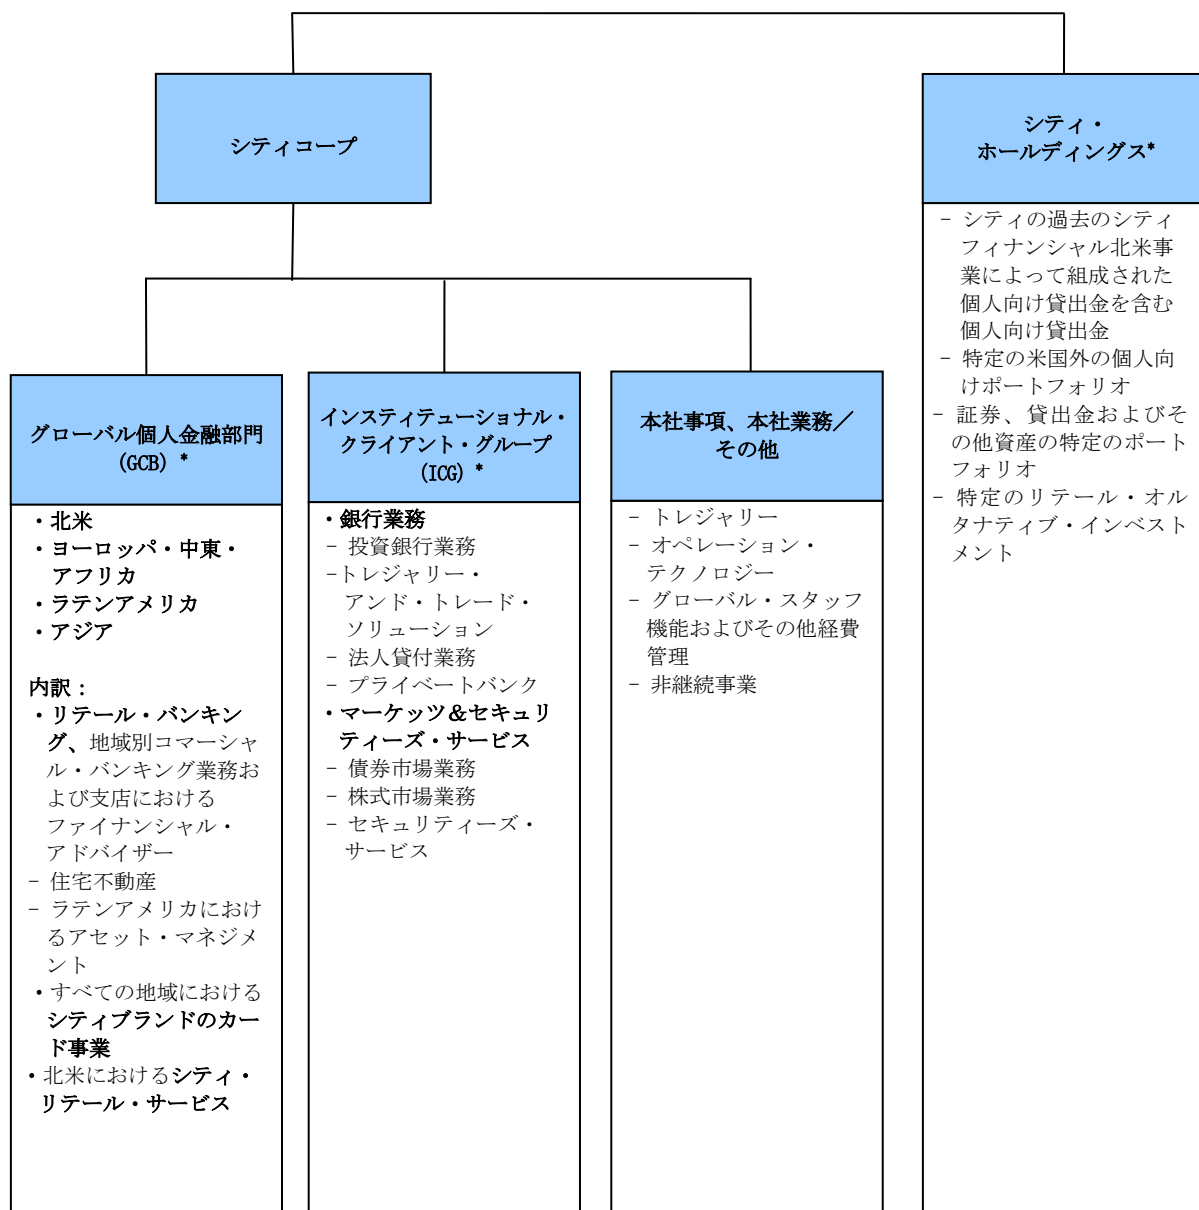 シティコープ
シティ・
ホールディングス*
- シティの過去のシティ
フィナンシャル北米事
業によって組成された
個人向け貸出金を含む
個人向け貸出金
- 特定の米国外の個人向
けポートフォリオ
- 証券、貸出金およびそ
の他資産の特定のポート
フォリオ
- 特定のリテール・オル
タナティブ・インベスト
メント
グローバル個人金融部門
(GCB) *
・北米
・ヨーロッパ・中東・
アフリカ
・ラテンアメリカ
・アジア
内訳：
・リテール・バンキン
グ、地域別コマーシャ
ル・バンキング業務お
よび支店における
ファイナンシャル・
アドバイザー
- 住宅不動産
- ラテンアメリカにおけ
るアセット・マネジメ
ント
・すべての地域における
シティブランドのカー
ド事業
・北米におけるシティ・
リテール・サービス
インスティテューショナル・
クライアント・グループ
(ICG) *
・銀行業務
- 投資銀行業務
-トレジャリー・
アンド・トレード・
ソリューション
- 法人貸付業務
- プライベートバンク
・マーケッツ＆セキュリ
ティーズ・サービス
- 債券市場業務
- 株式市場業務
- セキュリティーズ・
サービス
本社事項、本社業務／
その他
- トレジャリー
- オペレーション・
テクノロジー
- グローバル・スタッフ
機能およびその他経費
管理
- 非継続事業